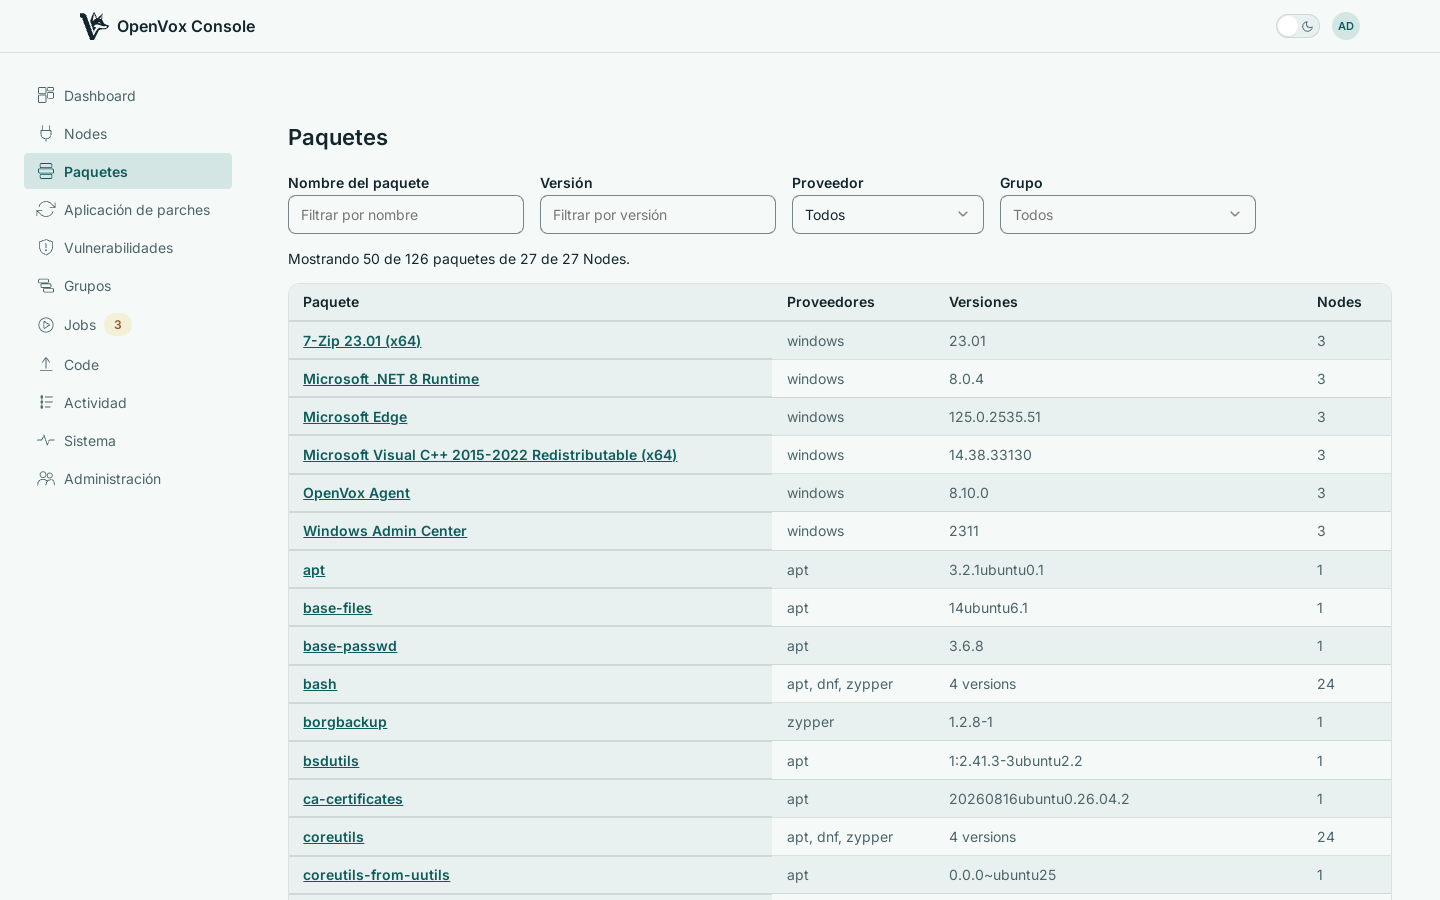 OpenVox Console
AD
Dashboard
Nodes
Paquetes
Aplicación de parches
Vulnerabilidades
Grupos
Jobs 3
Code
Actividad
Sistema
Administración
Paquetes
Nombre del paquete Versión Proveedor Grupo
Filtrar por nombre Filtrar por versión Todos Todos
Mostrando 50 de 126 paquetes de 27 de 27 Nodes.
Paquete Proveedores Versiones Nodes
7-Zip 23.01 (x64) windows 23.01 3
Microsoft .NET 8 Runtime windows 8.0.4 3
Microsoft Edge windows 125.0.2535.51 3
Microsoft Visual C++ 2015-2022 Redistributable (x64) windows 14.38.33130 3
OpenVox Agent windows 8.10.0 3
Windows Admin Center windows 2311 3
apt apt 3.2.1ubuntu0.1 1
base-files apt 14ubuntu6.1 1
base-passwd apt 3.6.8 1
bash apt, dnf, zypper 4 versions 24
borgbackup zypper 1.2.8-1 1
bsdutils apt 1:2.41.3-3ubuntu2.2 1
ca-certificates apt 20260816ubuntu0.26.04.2 1
coreutils apt, dnf, zypper 4 versions 24
coreutils-from-uutils apt 0.0.0~ubuntu25 1